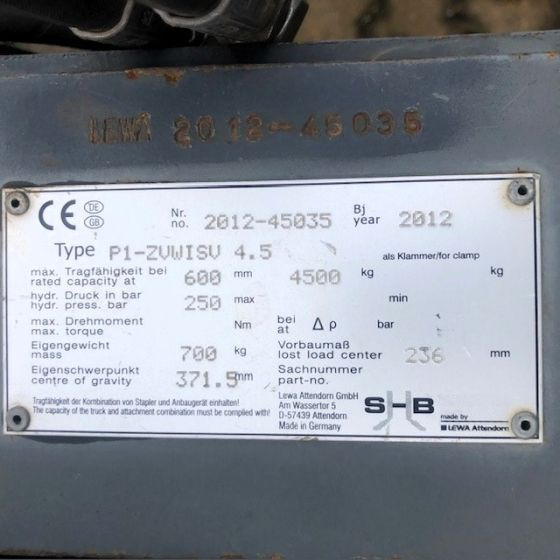 LEWA 2012-45035
CE DE GB Nr. no. 2012-45035 Bj year 2012
Type P1-ZVWISV 4.5 als Klammer/for clamp
max. Tragfähigkeit bei
rated capacity at 600 mm 4500 kg kg
hydr. Druck in bar
hydr. press. bar 250 max min
max. Drehmoment
max. torque Nm bei at Δ ρ bar
Eigengewicht
mass 700 kg Vorbaumaß
lost load center 236 mm
Eigenschwerpunkt
centre of gravity 371.5 mm Sachnummer
part-no.
Tragfähigkeit der Kombination von Stapler und Anbaugerät einhalten!
The capacity of the truck and attachment combination must be complied with!
Lewa Attendorn GmbH
Am Wassertor 5
D-57439 Attendorn
Made in Germany
SHB
made by
LEWA Attendorn